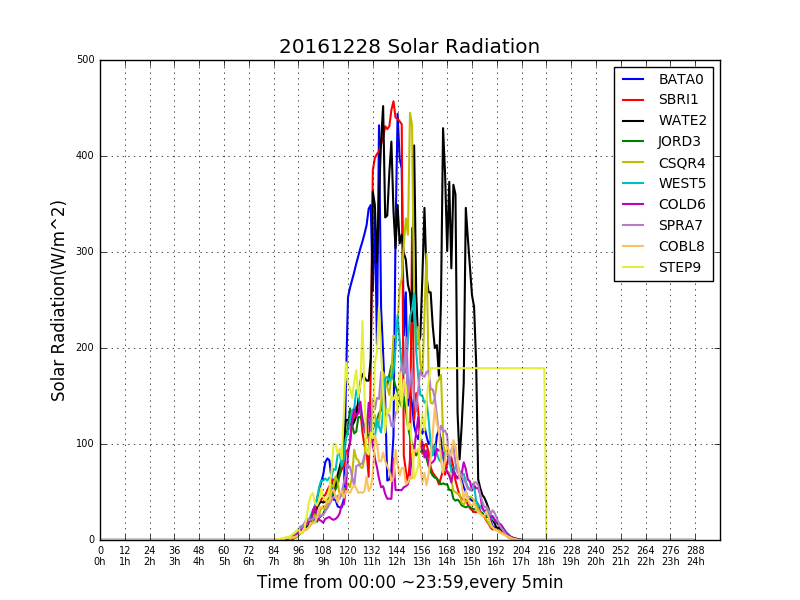 20161228 Solar Radiation
500
400
300
200
100
0
Solar Radiation(W/m^2)
BATA0
SBRI1
WATE2
JORD3
CSQR4
WEST5
COLD6
SPRA7
COBL8
STEP9
0 12 24 36 48 60 72 84 96 108 120 132 144 156 168 180 192 204 216 228 240 252 264 276 288
0h 1h 2h 3h 4h 5h 6h 7h 8h 9h 10h 11h 12h 13h 14h 15h 16h 17h 18h 19h 20h 21h 22h 23h 24h
Time from 00:00 ~23:59,every 5min